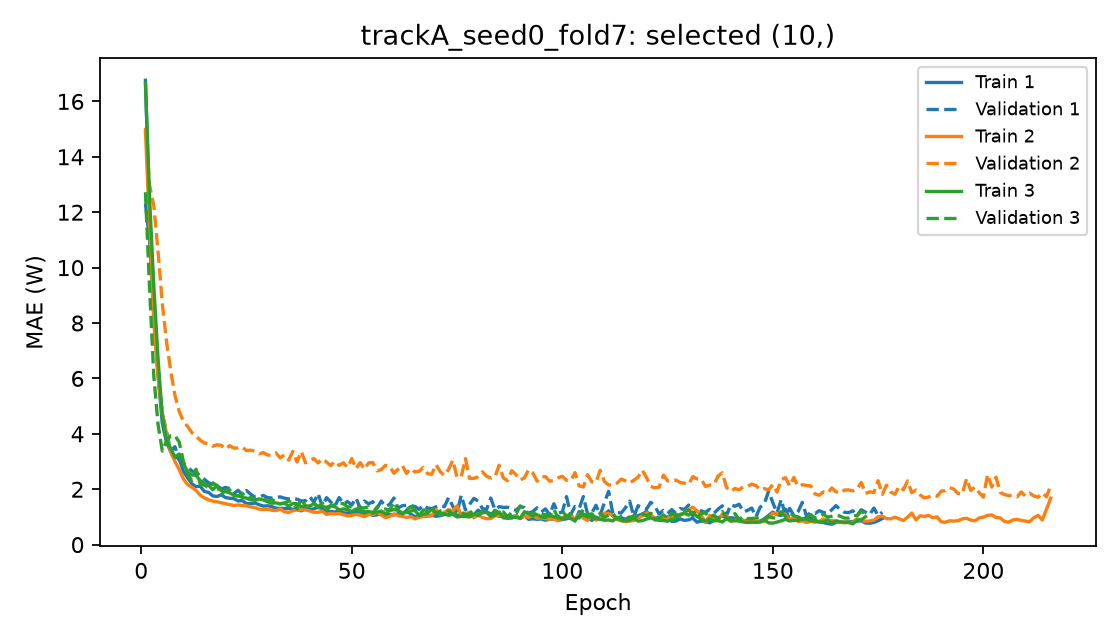 trackA_seed0_fold7: selected (10,)
Train 1
Validation 1
Train 2
Validation 2
Train 3
Validation 3
MAE (W)
16
14
12
10
8
6
4
2
0
0 50 100 150 200
Epoch